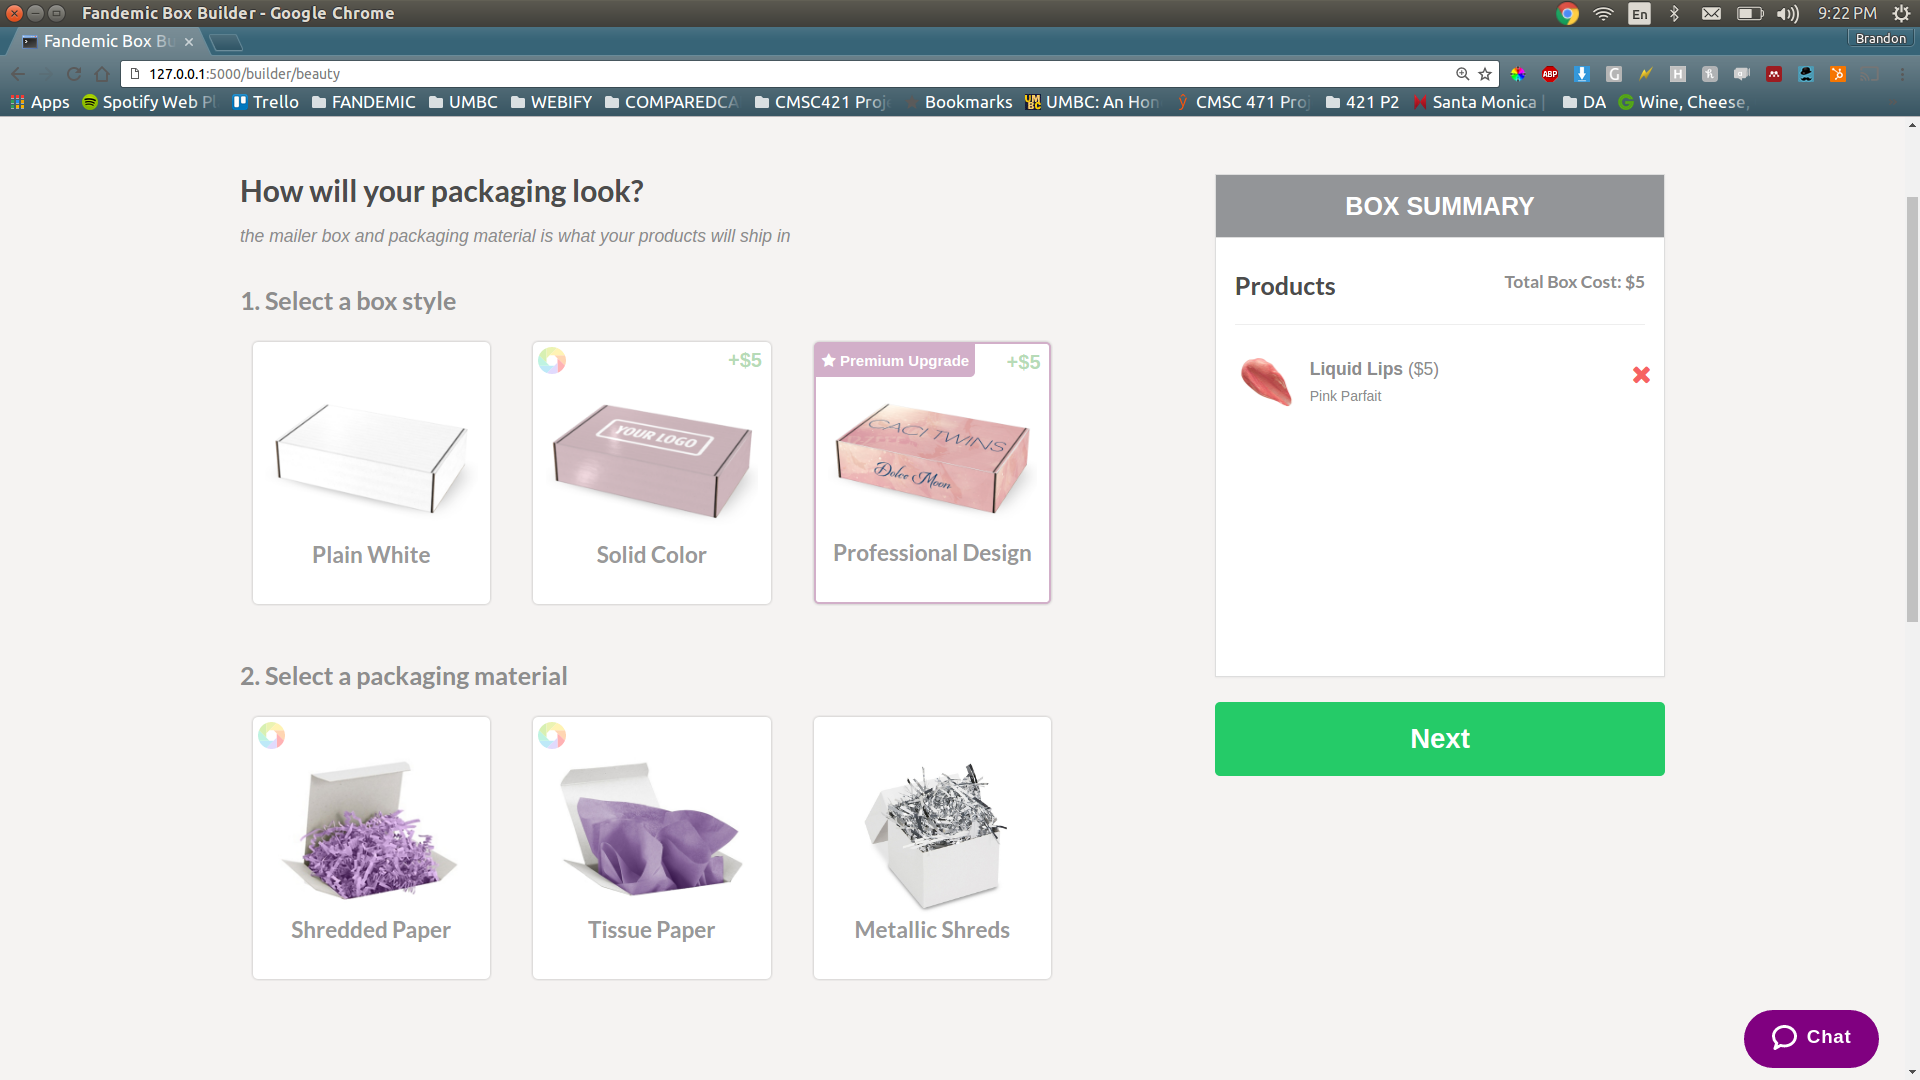 Fandemic Box Builder - Google Chrome
En
9:22 PM
Fandemic Box Bu
Brandon
127.0.0.1:5000/builder/beauty
ABP
Apps
Spotify Web Pl
Trello
FANDEMIC
UMBC
WEBIFY
COMPAREDCA
CMSC421 Proje
Bookmarks
UMBC: An Hon
CMSC 471 Proj
421 P2
Santa Monica
DA
Wine, Cheese,
How will your packaging look?
the mailer box and packaging material is what your products will ship in
1. Select a box style
+$5
Premium Upgrade
+$5
YOUR LOGO
CACI TWINS
Dolce Moon
Plain White
Solid Color
Professional Design
2. Select a packaging material
Shredded Paper
Tissue Paper
Metallic Shreds
BOX SUMMARY
Products
Total Box Cost: $5
Liquid Lips ($5)
Pink Parfait
Next
Chat